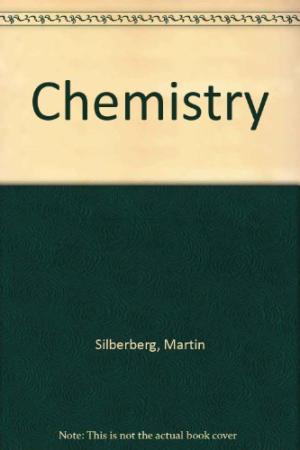 Chemistry
Silberberg, Martin
Note: This is not the actual book cover